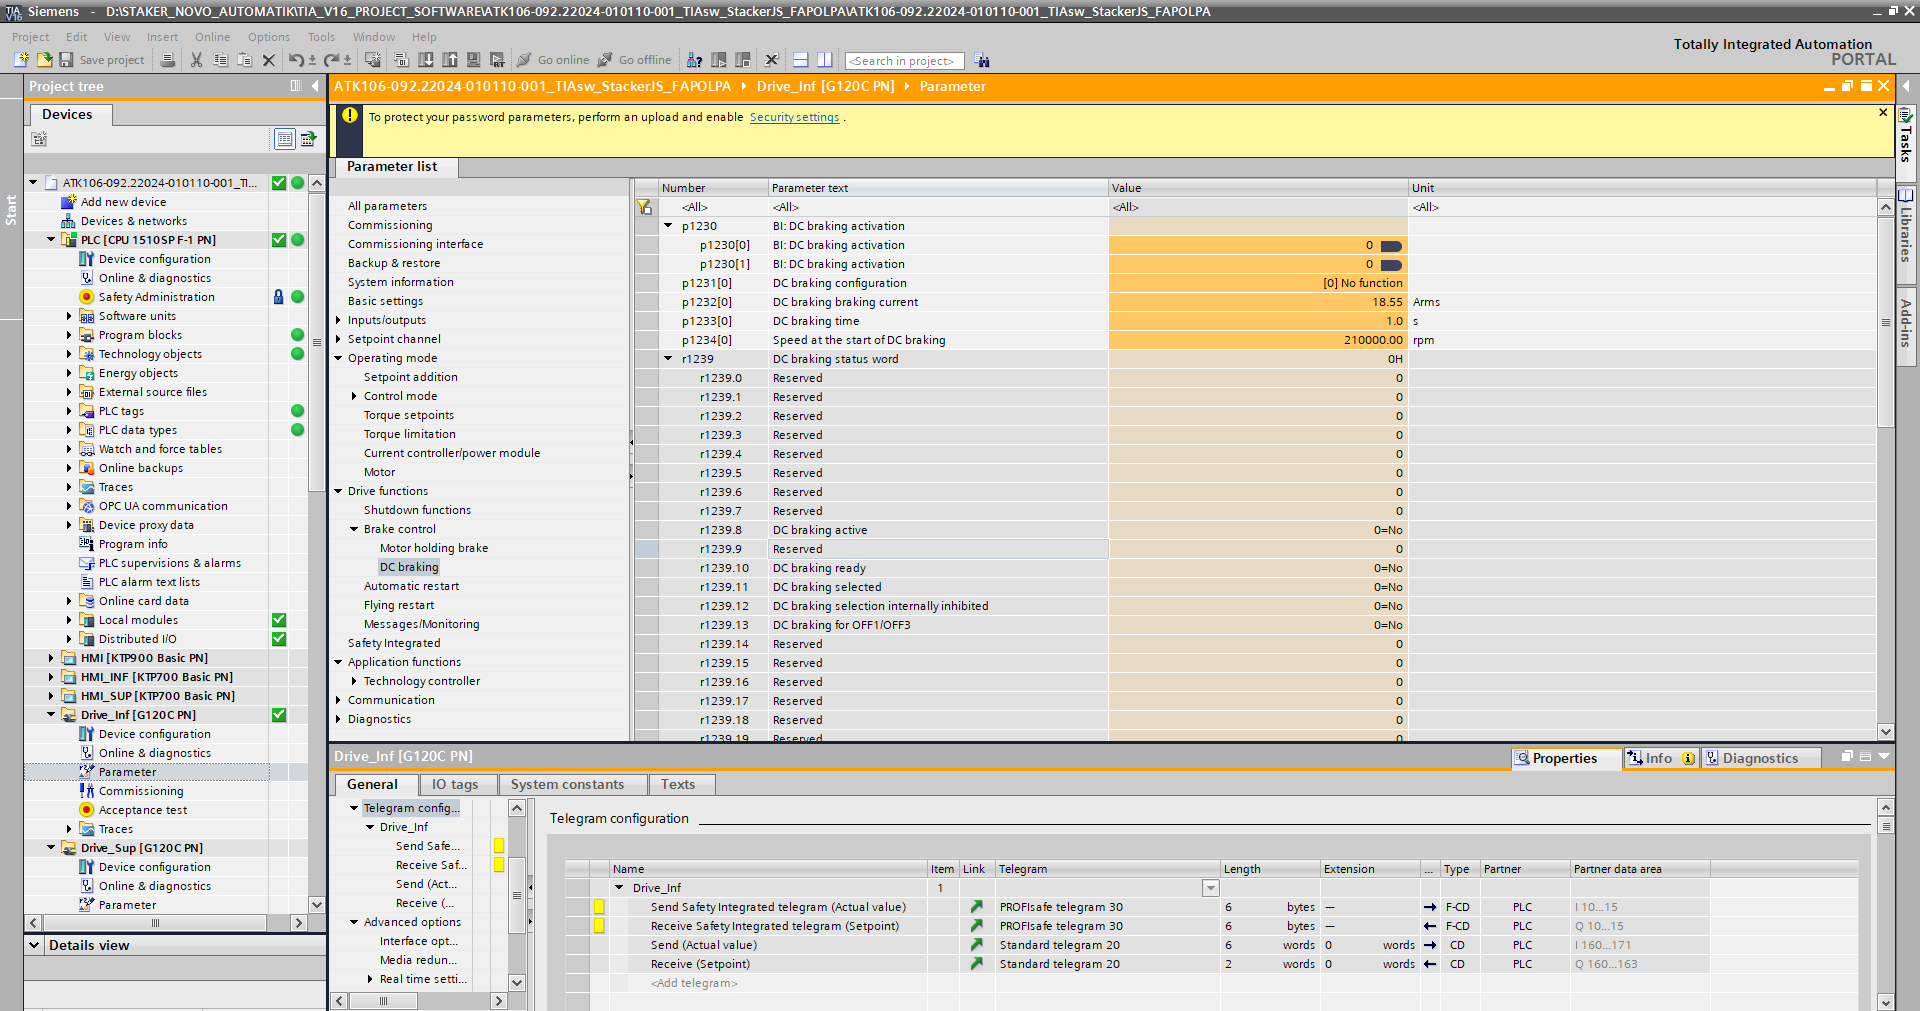 Siemens - D:\STAKER_NOVO_AUTOMATIK\TIA_V16_PROJECT_SOFTWARE\ATK106-092.22024-010110-001_TIAsw_StackerJS_FAPOLPA\ATK106-092.22024-010110-001_TIAsw_StackerJS_FAPOLPA
Project Edit View Insert Online Options Tools Window Help
Totally Integrated Automation
PORTAL
Save project Go online Go offline <Search in project>
Project tree
ATK106-092.22024-010110-001_TIAsw_StackerJS_FAPOLPA Drive_Inf [G120C PN] Parameter
Devices
Start
ATK106-092.22024-010110-001_TI...
Add new device
Devices & networks
PLC [CPU 1510SP F-1 PN]
Device configuration
Online & diagnostics
Safety Administration
Software units
Program blocks
Technology objects
Energy objects
External source files
PLC tags
PLC data types
Watch and force tables
Online backups
Traces
OPC UA communication
Device proxy data
Program info
PLC supervisions & alarms
PLC alarm text lists
Online card data
Local modules
Distributed I/O
HMI [KTP900 Basic PN]
HMI_INF [KTP700 Basic PN]
HMI_SUP [KTP700 Basic PN]
Drive_Inf [G120C PN]
Device configuration
Online & diagnostics
Parameter
Commissioning
Acceptance test
Traces
Drive_Sup [G120C PN]
Device configuration
Online & diagnostics
Parameter
Details view
To protect your password parameters, perform an upload and enable Security settings .
Parameter list
All parameters
Commissioning
Commissioning interface
Backup & restore
System information
Basic settings
Inputs/outputs
Setpoint channel
Operating mode
Setpoint addition
Control mode
Torque setpoints
Torque limitation
Current controller/power module
Motor
Drive functions
Shutdown functions
Brake control
Motor holding brake
DC braking
Automatic restart
Flying restart
Messages/Monitoring
Safety Integrated
Application functions
Technology controller
Communication
Diagnostics
Number Parameter text Value Unit
<All> <All> <All> <All>
p1230 BI: DC braking activation
p1230[0] BI: DC braking activation 0
p1230[1] BI: DC braking activation 0
p1231[0] DC braking configuration [0] No function
p1232[0] DC braking braking current 18.55 Arms
p1233[0] DC braking time 1.0 s
p1234[0] Speed at the start of DC braking 210000.00 rpm
r1239 DC braking status word 0H
r1239.0 Reserved 0
r1239.1 Reserved 0
r1239.2 Reserved 0
r1239.3 Reserved 0
r1239.4 Reserved 0
r1239.5 Reserved 0
r1239.6 Reserved 0
r1239.7 Reserved 0
r1239.8 DC braking active 0=No
r1239.9 Reserved 0
r1239.10 DC braking ready 0=No
r1239.11 DC braking selected 0=No
r1239.12 DC braking selection internally inhibited 0=No
r1239.13 DC braking for OFF1/OFF3 0=No
r1239.14 Reserved 0
r1239.15 Reserved 0
r1239.16 Reserved 0
r1239.17 Reserved 0
r1239.18 Reserved 0
r1239.19 Reserved 0
Tasks
Libraries
Add-ins
Drive_Inf [G120C PN]
Properties Info Diagnostics
General IO tags System constants Texts
Telegram config...
Drive_Inf
Send Safe...
Receive Saf...
Send (Act...
Receive (...
Advanced options
Interface opt...
Media redun...
Real time setti...
Telegram configuration
Name Item Link Telegram Length Extension ... Type Partner Partner data area
Drive_Inf 1
Send Safety Integrated telegram (Actual value) PROFIsafe telegram 30 6 bytes --- F-CD PLC I 10...15
Receive Safety Integrated telegram (Setpoint) PROFIsafe telegram 30 6 bytes --- F-CD PLC Q 10...15
Send (Actual value) Standard telegram 20 6 words 0 words CD PLC I 160...171
Receive (Setpoint) Standard telegram 20 2 words 0 words CD PLC Q 160...163
<Add telegram>